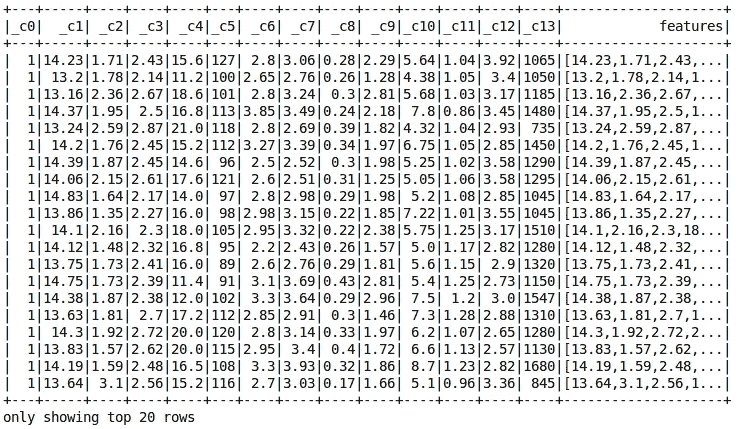 +---+-----+----+----+----+---+----+----+----+----+----+----+----+----+--------------------+
|_c0|  _c1| _c2| _c3| _c4|_c5| _c6| _c7| _c8| _c9|_c10|_c11|_c12|_c13|            features|
+---+-----+----+----+----+---+----+----+----+----+----+----+----+----+--------------------+
|  1|14.23|1.71|2.43|15.6|127| 2.8|3.06|0.28|2.29|5.64|1.04|3.92|1065|[14.23,1.71,2.43,...|
|  1| 13.2|1.78|2.14|11.2|100|2.65|2.76|0.26|1.28|4.38|1.05| 3.4|1050|[13.2,1.78,2.14,1...|
|  1|13.16|2.36|2.67|18.6|101| 2.8|3.24| 0.3|2.81|5.68|1.03|3.17|1185|[13.16,2.36,2.67,...|
|  1|14.37|1.95| 2.5|16.8|113|3.85|3.49|0.24|2.18| 7.8|0.86|3.45|1480|[14.37,1.95,2.5,1...|
|  1|13.24|2.59|2.87|21.0|118| 2.8|2.69|0.39|1.82|4.32|1.04|2.93| 735|[13.24,2.59,2.87,...|
|  1| 14.2|1.76|2.45|15.2|112|3.27|3.39|0.34|1.97|6.75|1.05|2.85|1450|[14.2,1.76,2.45,1...|
|  1|14.39|1.87|2.45|14.6| 96| 2.5|2.52| 0.3|1.98|5.25|1.02|3.58|1290|[14.39,1.87,2.45,...|
|  1|14.06|2.15|2.61|17.6|121| 2.6|2.51|0.31|1.25|5.05|1.06|3.58|1295|[14.06,2.15,2.61,...|
|  1|14.83|1.64|2.17|14.0| 97| 2.8|2.98|0.29|1.98| 5.2|1.08|2.85|1045|[14.83,1.64,2.17,...|
|  1|13.86|1.35|2.27|16.0| 98|2.98|3.15|0.22|1.85|7.22|1.01|3.55|1045|[13.86,1.35,2.27,...|
|  1| 14.1|2.16| 2.3|18.0|105|2.95|3.32|0.22|2.38|5.75|1.25|3.17|1510|[14.1,2.16,2.3,18...|
|  1|14.12|1.48|2.32|16.8| 95| 2.2|2.43|0.26|1.57| 5.0|1.17|2.82|1280|[14.12,1.48,2.32,...|
|  1|13.75|1.73|2.41|16.0| 89| 2.6|2.76|0.29|1.81| 5.6|1.15| 2.9|1320|[13.75,1.73,2.41,...|
|  1|14.75|1.73|2.39|11.4| 91| 3.1|3.69|0.43|2.81| 5.4|1.25|2.73|1150|[14.75,1.73,2.39,...|
|  1|14.38|1.87|2.38|12.0|102| 3.3|3.64|0.29|2.96| 7.5| 1.2| 3.0|1547|[14.38,1.87,2.38,...|
|  1|13.63|1.81| 2.7|17.2|112|2.85|2.91| 0.3|1.46| 7.3|1.28|2.88|1310|[13.63,1.81,2.7,1...|
|  1| 14.3|1.92|2.72|20.0|120| 2.8|3.14|0.33|1.97| 6.2|1.07|2.65|1280|[14.3,1.92,2.72,2...|
|  1|13.83|1.57|2.62|20.0|115|2.95| 3.4| 0.4|1.72| 6.6|1.13|2.57|1130|[13.83,1.57,2.62,...|
|  1|14.19|1.59|2.48|16.5|108| 3.3|3.93|0.32|1.86| 8.7|1.23|2.82|1680|[14.19,1.59,2.48,...|
|  1|13.64| 3.1|2.56|15.2|116| 2.7|3.03|0.17|1.66| 5.1|0.96|3.36| 845|[13.64,3.1,2.56,1...|
+---+-----+----+----+----+---+----+----+----+----+----+----+----+----+--------------------+
only showing top 20 rows